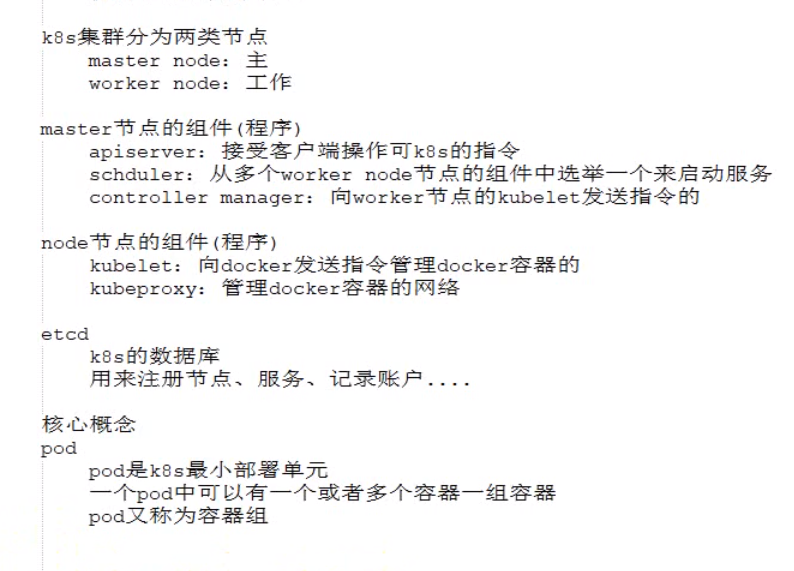 k8s集群分为两类节点
master node: 主
worker node: 工作
master节点的组件(程序)
apiserver: 接受客户端操作可k8s的指令
schduler: 从多个worker node节点的组件中选举一个来启动服务
controller manager: 向worker节点的kubelet发送指令的
node节点的组件(程序)
kubelet: 向docker发送指令管理docker容器的
kubeproxy: 管理docker容器的网络
etcd
k8s的数据库
用来注册节点、服务、记录账户....
核心概念
pod
pod是k8s最小部署单元
一个pod中可以有一个或者多个容器一组容器
pod又称为容器组